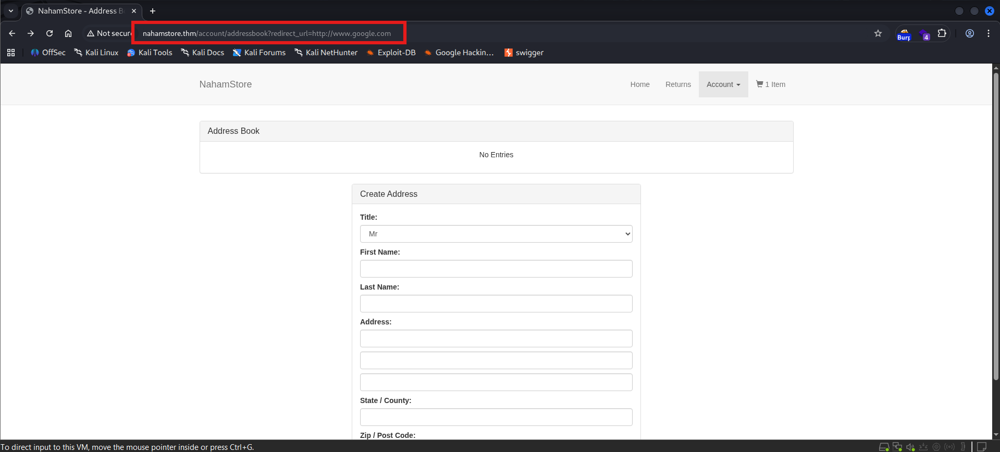 NahamStore - Address B
Not secure
nahamstore.thm/account/addressbook?redirect_url=http://www.google.com
Burp
4
OffSec
Kali Linux
Kali Tools
Kali Docs
Kali Forums
Kali NetHunter
Exploit-DB
Google Hackin...
swigger
NahamStore
Home
Returns
Account
1 Item
Address Book
No Entries
Create Address
Title:
Mr
First Name:
Last Name:
Address:
State / County:
Zip / Post Code:
To direct input to this VM, move the mouse pointer inside or press Ctrl+G.